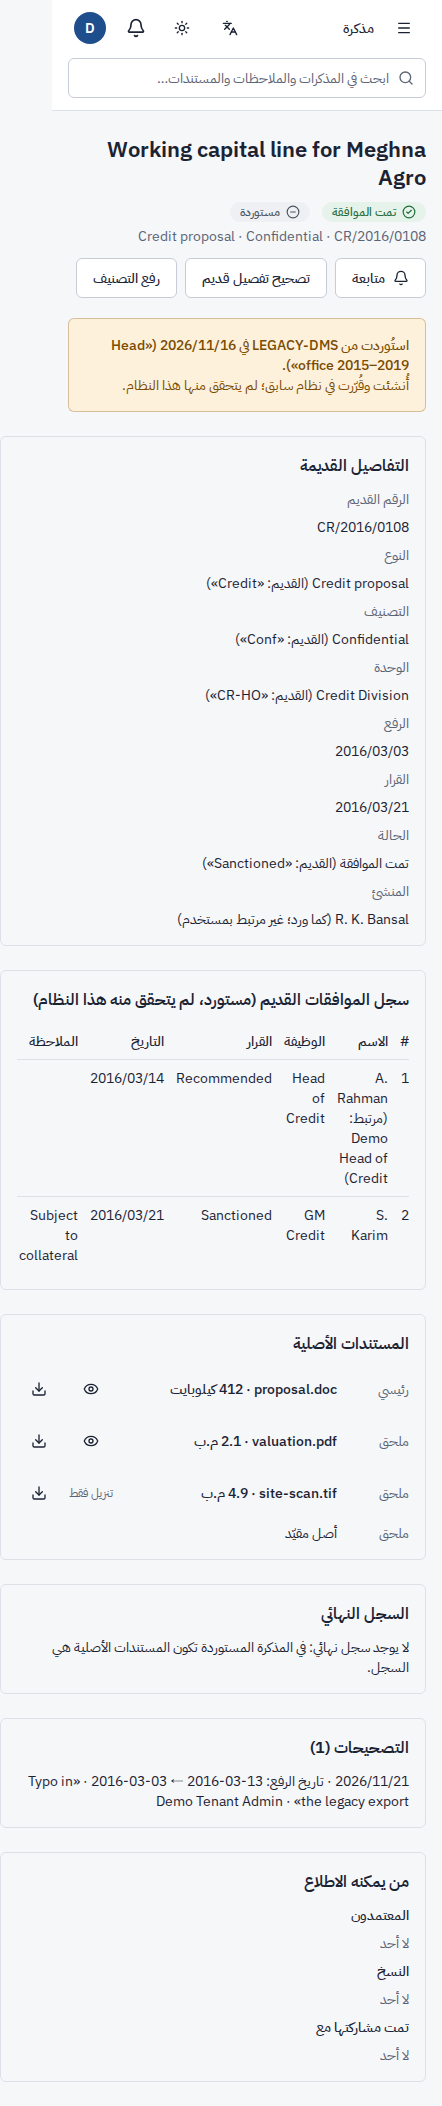 مذكرة
D
ابحث في المذكرات والملاحظات والمستندات...
Working capital line for Meghna
Agro
تمت الموافقة
مستوردة
Credit proposal · Confidential · CR/2016/0108
متابعة
تصحيح تفصيل قديم
رفع التصنيف
استُوردت من LEGACY-DMS في 2026/11/16 («Head
office 2015–2019»).
أُنشئت وقُرّرت في نظام سابق؛ لم يتحقق منها هذا النظام.
التفاصيل القديمة
الرقم القديم
CR/2016/0108
النوع
Credit proposal (القديم: «Credit»)
التصنيف
Confidential (القديم: «Conf»)
الوحدة
Credit Division (القديم: «CR-HO»)
الرفع
2016/03/03
القرار
2016/03/21
الحالة
تمت الموافقة (القديم: «Sanctioned»)
المنشئ
R. K. Bansal (كما ورد؛ غير مرتبط بمستخدم)
سجل الموافقات القديم (مستورد، لم يتحقق منه هذا النظام)
# الاسم الوظيفة القرار التاريخ الملاحظة
1 A. Rahman (مرتبط: Demo Head of Credit) Head of Credit Recommended 2016/03/14
2 S. Karim GM Credit Sanctioned 2016/03/21 Subject to collateral
المستندات الأصلية
رئيسي proposal.doc · 412 كيلوبايت
ملحق valuation.pdf · 2.1 م.ب
ملحق site-scan.tif · 4.9 م.ب تنزيل فقط
ملحق أصل مقيّد
السجل النهائي
لا يوجد سجل نهائي: في المذكرة المستوردة تكون المستندات الأصلية هي
السجل.
التصحيحات (1)
2026/11/21 · تاريخ الرفع: 2016-03-13 ← 2016-03-03 · «Typo in
the legacy export» · Demo Tenant Admin
من يمكنه الاطلاع
المعتمدون
لا أحد
النسخ
لا أحد
تمت مشاركتها مع
لا أحد